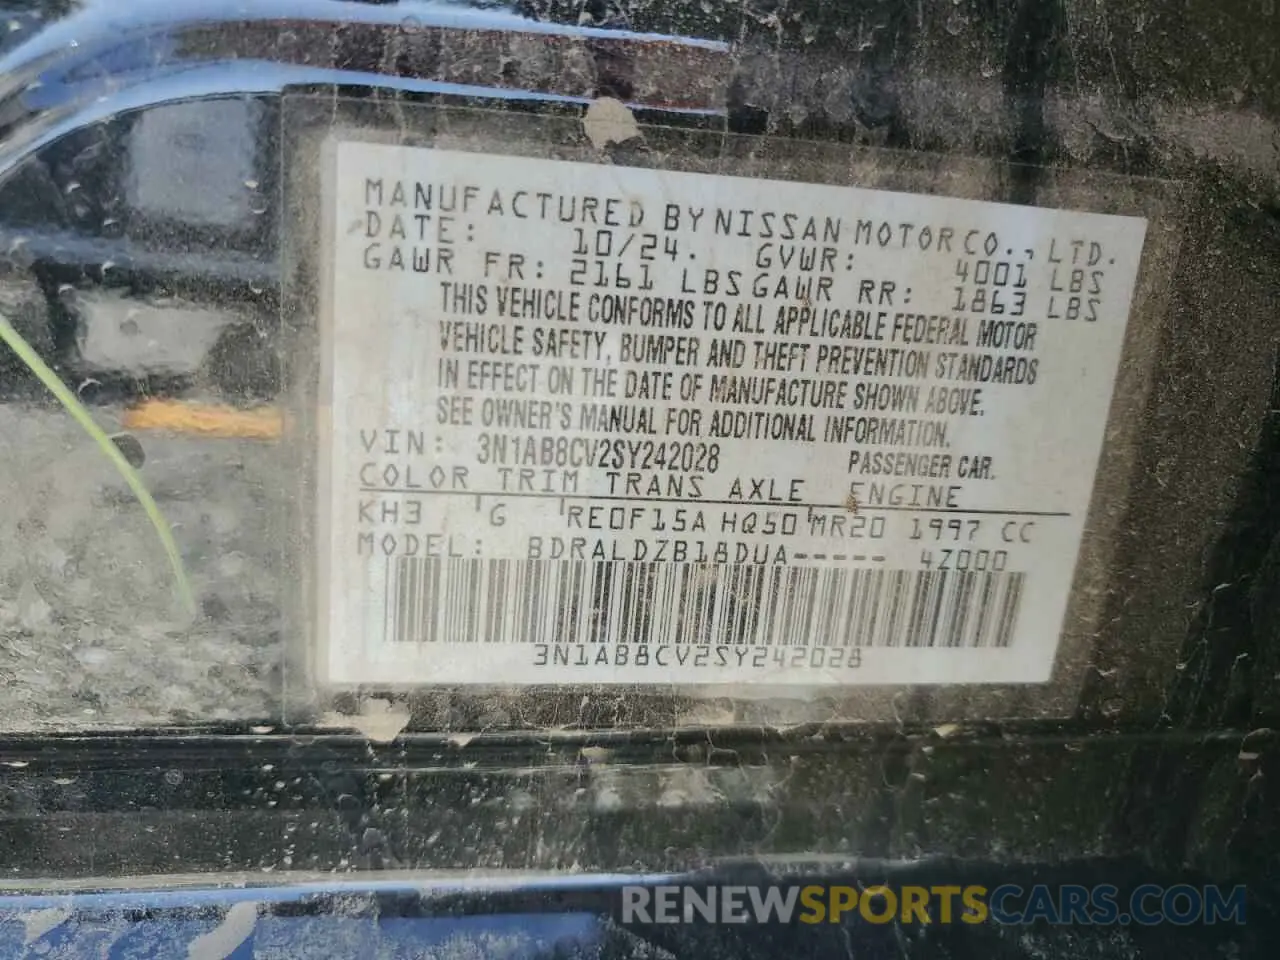 MANUFACTURED BY NISSAN MOTOR CO., LTD.
DATE: 10/24. GVWR: 4001 LBS
GAWR FR: 2161 LBS GAWR RR: 1863 LBS
THIS VEHICLE CONFORMS TO ALL APPLICABLE FEDERAL MOTOR
VEHICLE SAFETY, BUMPER AND THEFT PREVENTION STANDARDS
IN EFFECT ON THE DATE OF MANUFACTURE SHOWN ABOVE.
SEE OWNER'S MANUAL FOR ADDITIONAL INFORMATION.
VIN: 3N1AB8CV2SY242028 PASSENGER CAR.
COLOR TRIM TRANS AXLE ENGINE
KH3 G RE0F15A HQ50 MR20 1997 CC
MODEL: BDRALDZB18DUA----- 4Z000
3N1AB8CV2SY242028
RENEWSPORTSCARS.COM